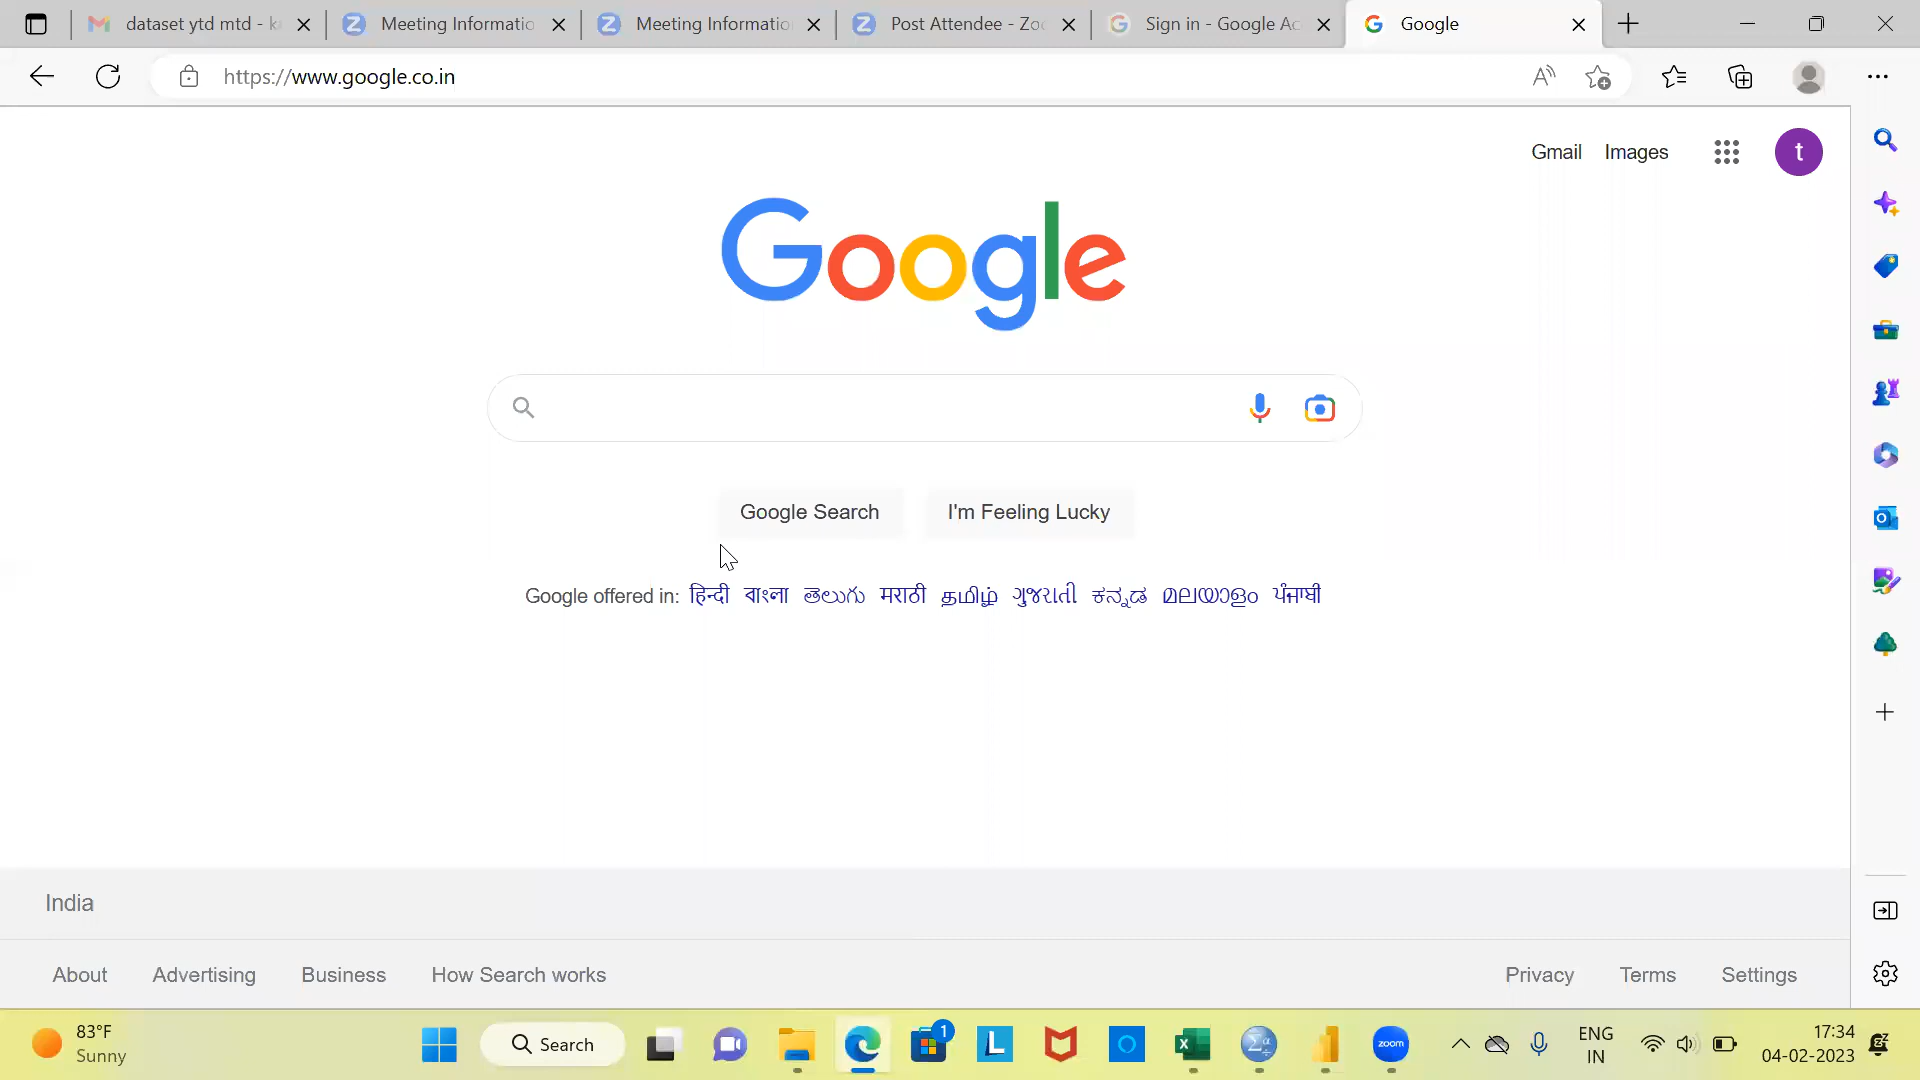 dataset ytd mtd - k
Meeting Informatio
Meeting Informatio
Post Attendee - Zo
Sign in - Google Ac
Google
https://www.google.co.in
Gmail
Images
t
Google
Google Search
I'm Feeling Lucky
Google offered in: हिन्दी বাংলা తెలుగు मराठी தமிழ் ગુજરાતી ಕನ್ನಡ മലയാളം ਪੰਜਾਬੀ
India
About
Advertising
Business
How Search works
Privacy
Terms
Settings
83°F
Sunny
Search
1
L
zoom
ENG
IN
17:34
04-02-2023